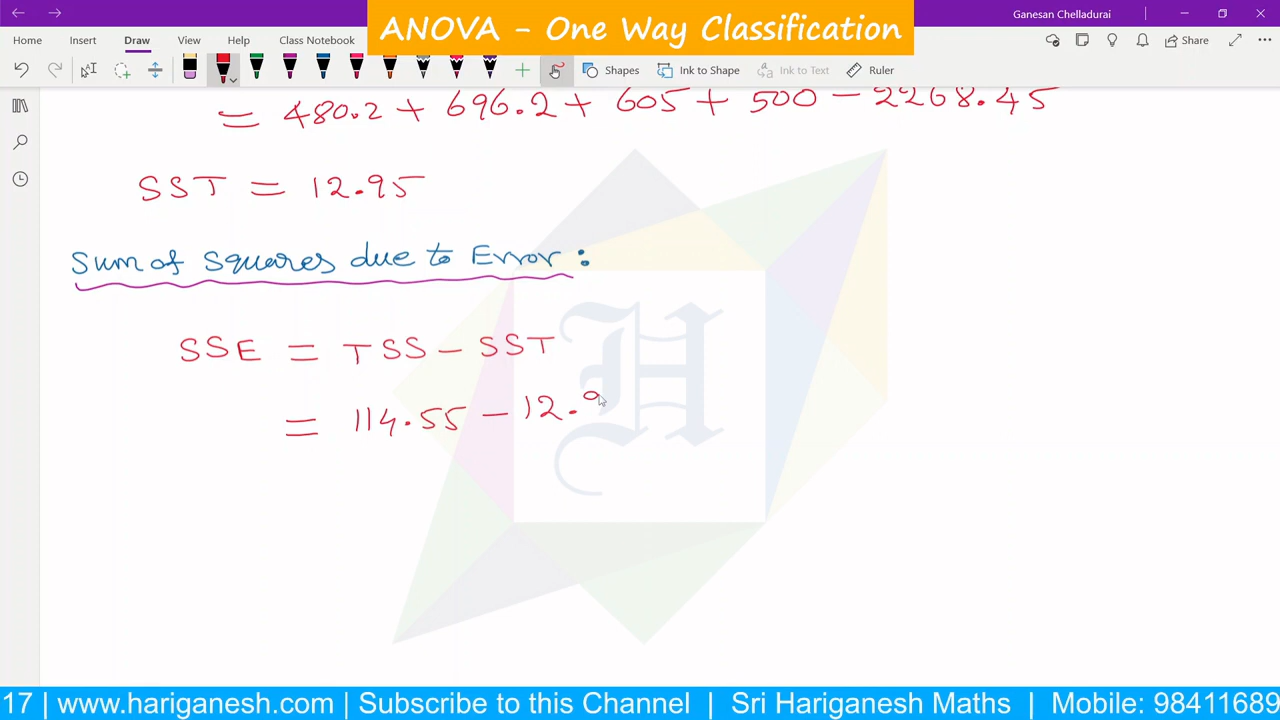 Ganesan Chelladurai
ANOVA - One Way Classification
Home Insert Draw View Help Class Notebook Share
Shapes Ink to Shape Ink to Text Ruler
= 480.2 + 696.2 + 605 + 500 - 2268.45
SST = 12.95
Sum of Squares due to Error :
SSE = TSS - SST
= 114.55 - 12.9
H
17 | www.hariganesh.com | Subscribe to this Channel | Sri Hariganesh Maths | Mobile: 98411689